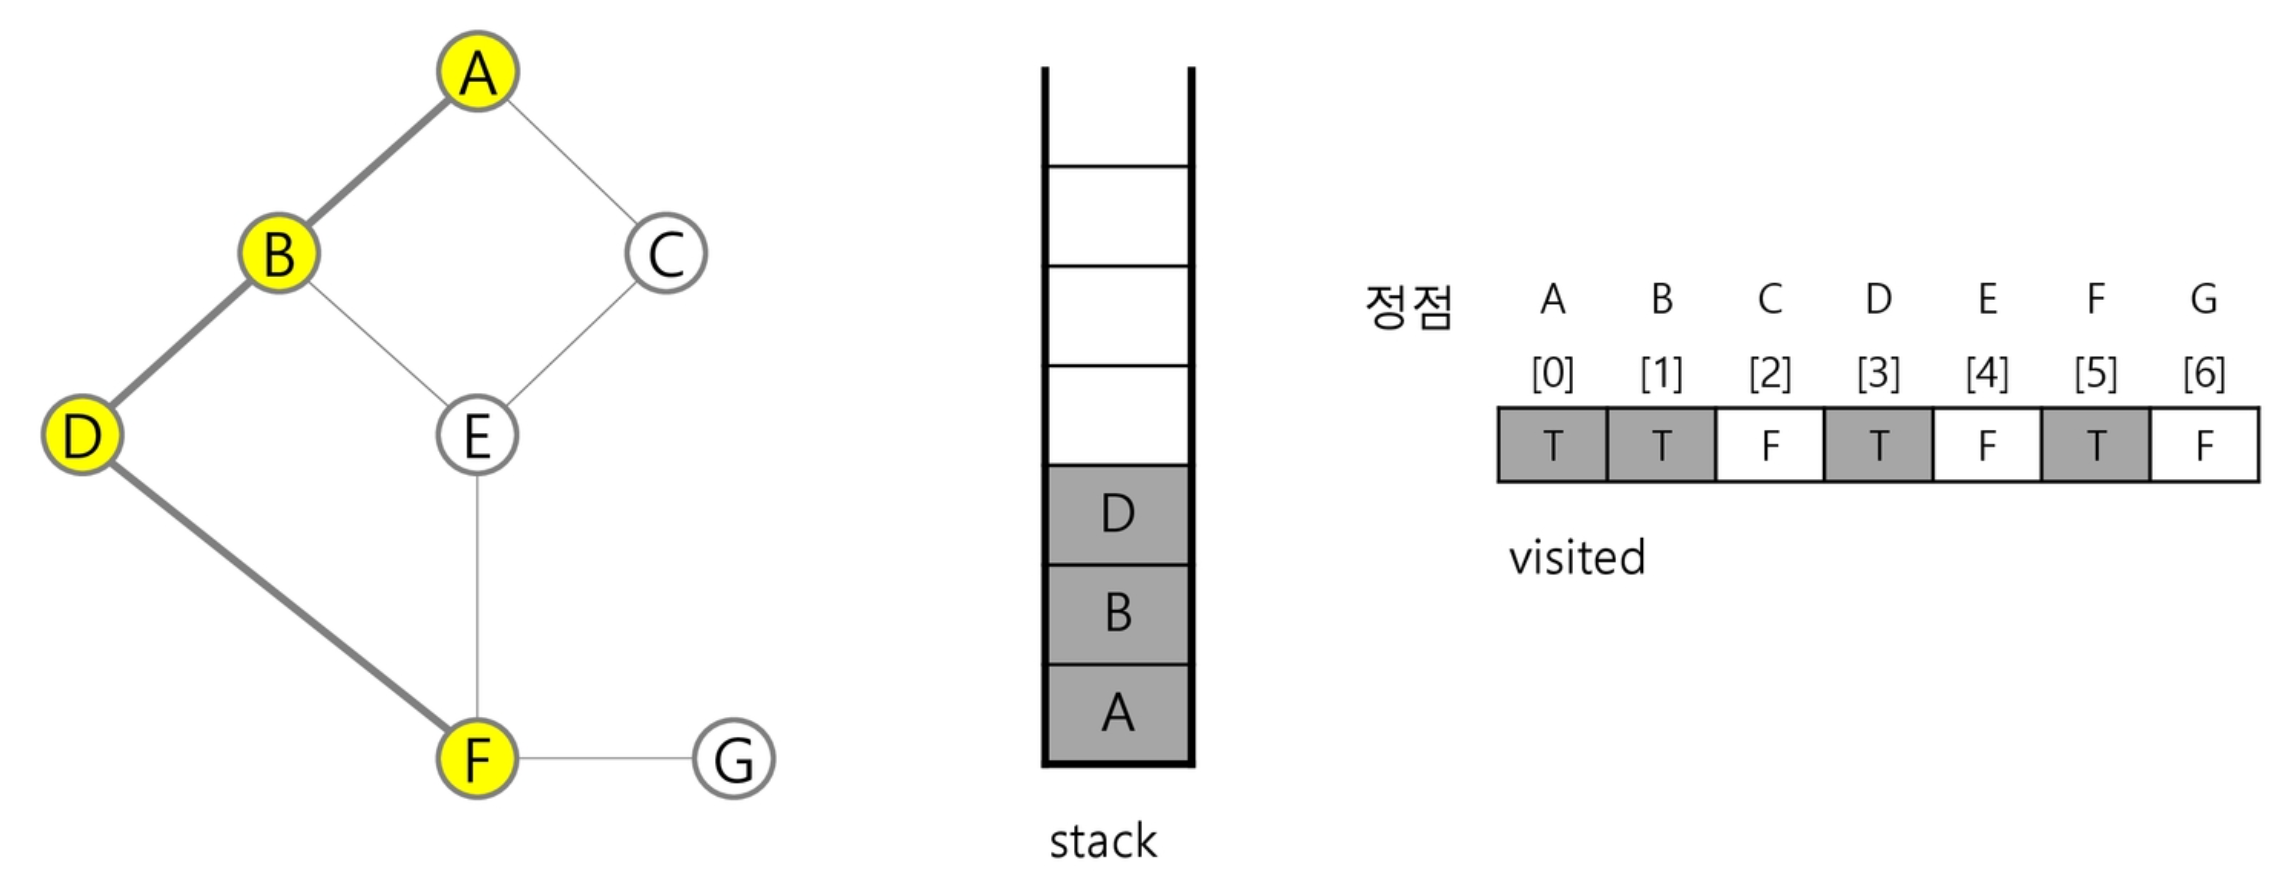 A
B
C
D
E
F
G
D
B
A
stack
정점 A B C D E F G
[0] [1] [2] [3] [4] [5] [6]
T T F T F T F
visited